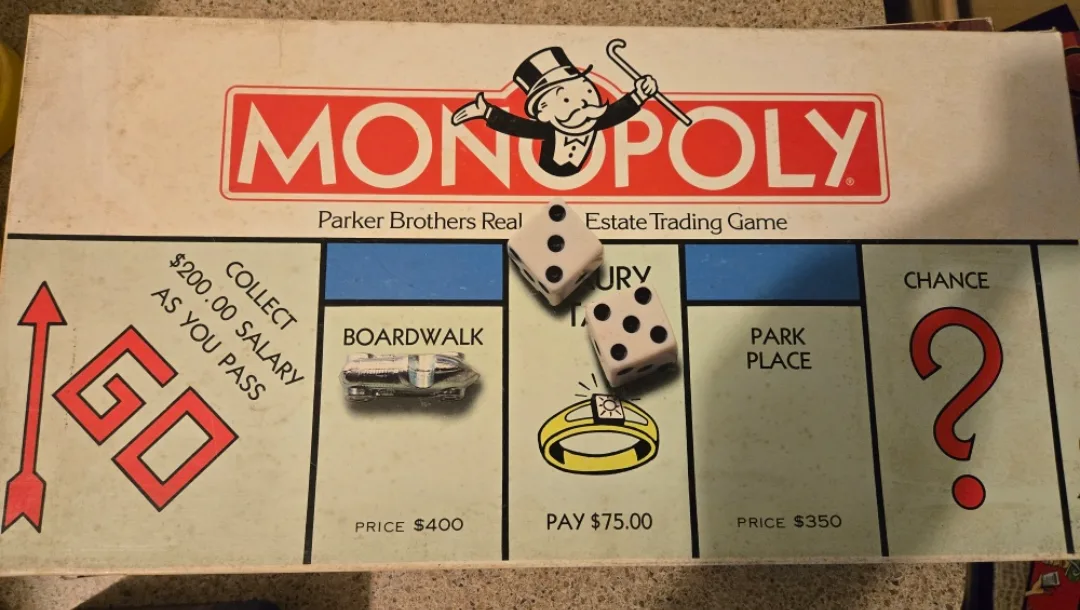 MONOPOLY®
Parker Brothers Real Estate Trading Game
COLLECT
$200.00 SALARY
AS YOU PASS
GO
BOARDWALK
PRICE $400
URY
PAY $75.00
PARK
PLACE
PRICE $350
CHANCE
?